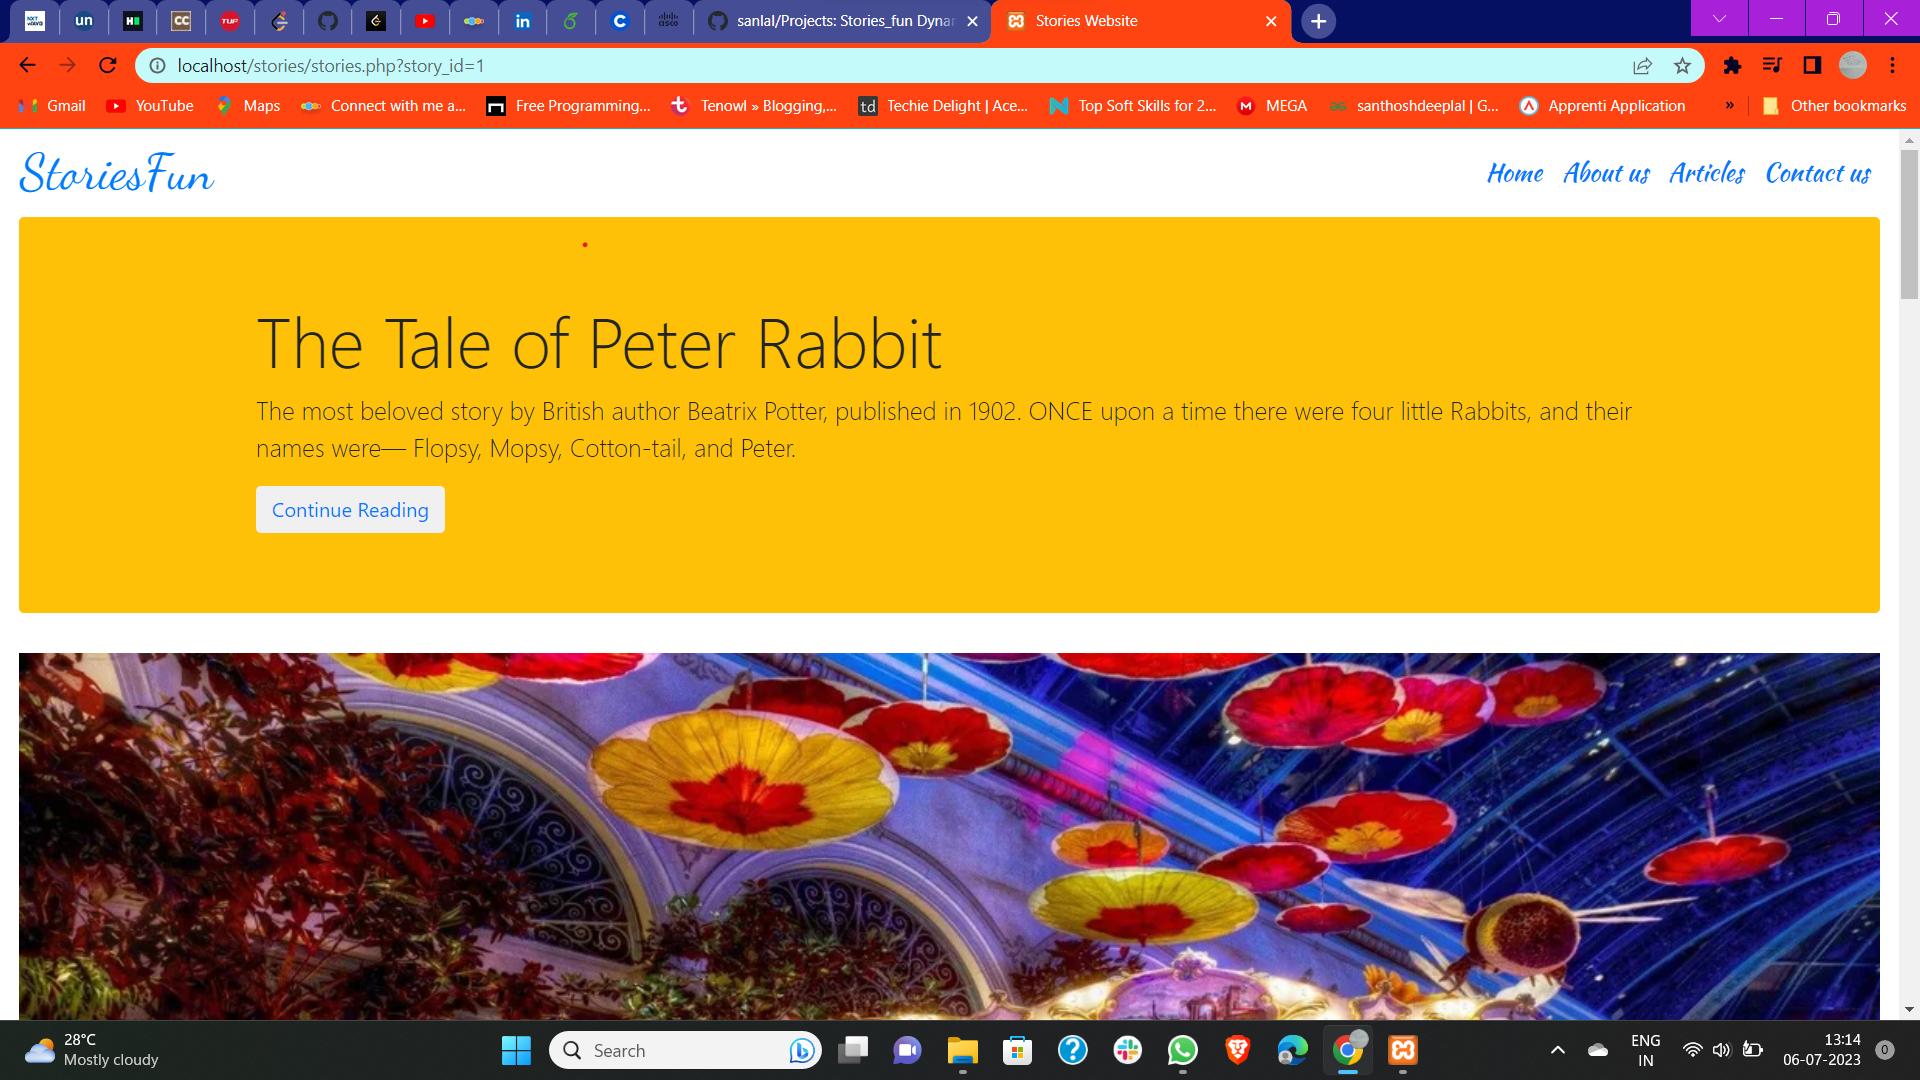 NXT WAVE
un
H
CC
TUF
in
C
cisco
sanlal/Projects: Stories_fun Dynar
Stories Website
localhost/stories/stories.php?story_id=1
Gmail
YouTube
Maps
Connect with me a...
Free Programming...
Tenowl » Blogging,...
td
Techie Delight | Ace...
Top Soft Skills for 2...
M
MEGA
santhoshdeeplal | G...
Apprenti Application
»
Other bookmarks
StoriesFun
Home
About us
Articles
Contact us
The Tale of Peter Rabbit
The most beloved story by British author Beatrix Potter, published in 1902. ONCE upon a time there were four little Rabbits, and their
names were— Flopsy, Mopsy, Cotton-tail, and Peter.
Continue Reading
28°C
Mostly cloudy
Search
ENG
IN
13:14
06-07-2023
0